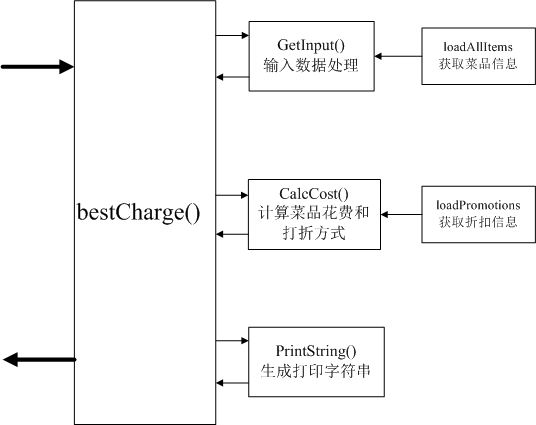 GetInput()
输入数据处理
loadAllItems
获取菜品信息
bestCharge()
CalcCost()
计算菜品花费和
打折方式
loadPromotions
获取折扣信息
PrintString()
生成打印字符串